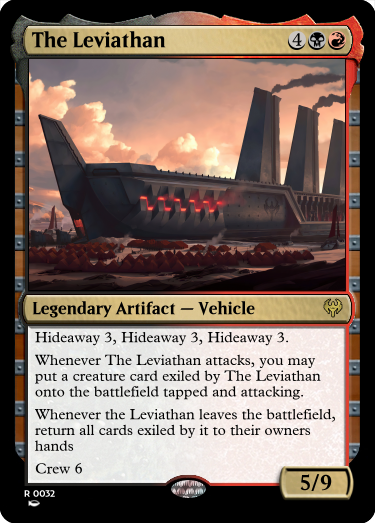 The Leviathan 4
Legendary Artifact — Vehicle
Hideaway 3, Hideaway 3, Hideaway 3.
Whenever The Leviathan attacks, you may
put a creature card exiled by The Leviathan
onto the battlefield tapped and attacking.
Whenever the Leviathan leaves the battlefield,
return all cards exiled by it to their owners
hands
Crew 6
5/9
R 0032